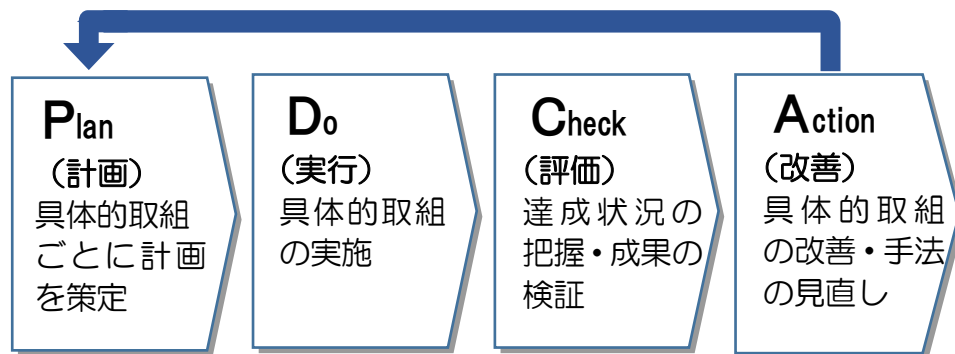 Plan
(計画)
具体的取組
ごとに計画
を策定
Do
(実行)
具体的取組
の実施
Check
(評価)
達成状況の
把握・成果の
検証
Action
(改善)
具体的取組
の改善・手法
の見直し